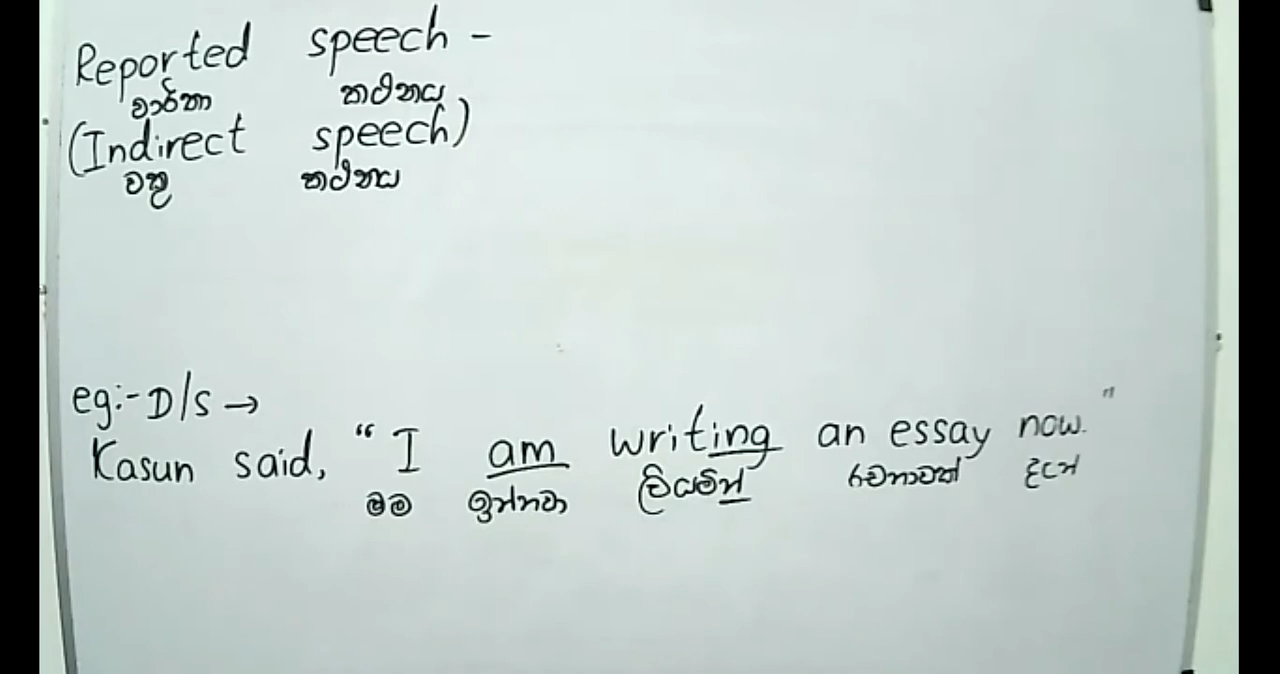 Reported speech -
වාර්තා කථනය
(Indirect speech)
වක්‍ර කථනය
eg:- D/S →
Kasun said, “ I am writing an essay now. ”
මම ඉන්නවා ලියමින් රචනාවක් දැන්